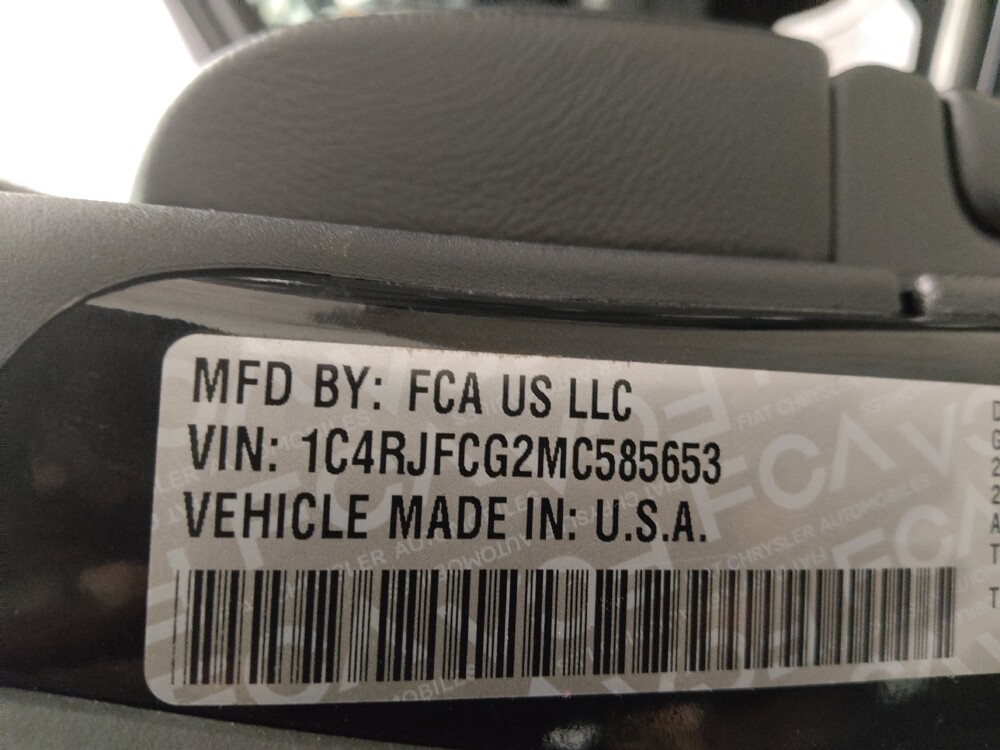 MFD BY: FCA US LLC
VIN: 1C4RJFCG2MC585653
VEHICLE MADE IN: U.S.A.